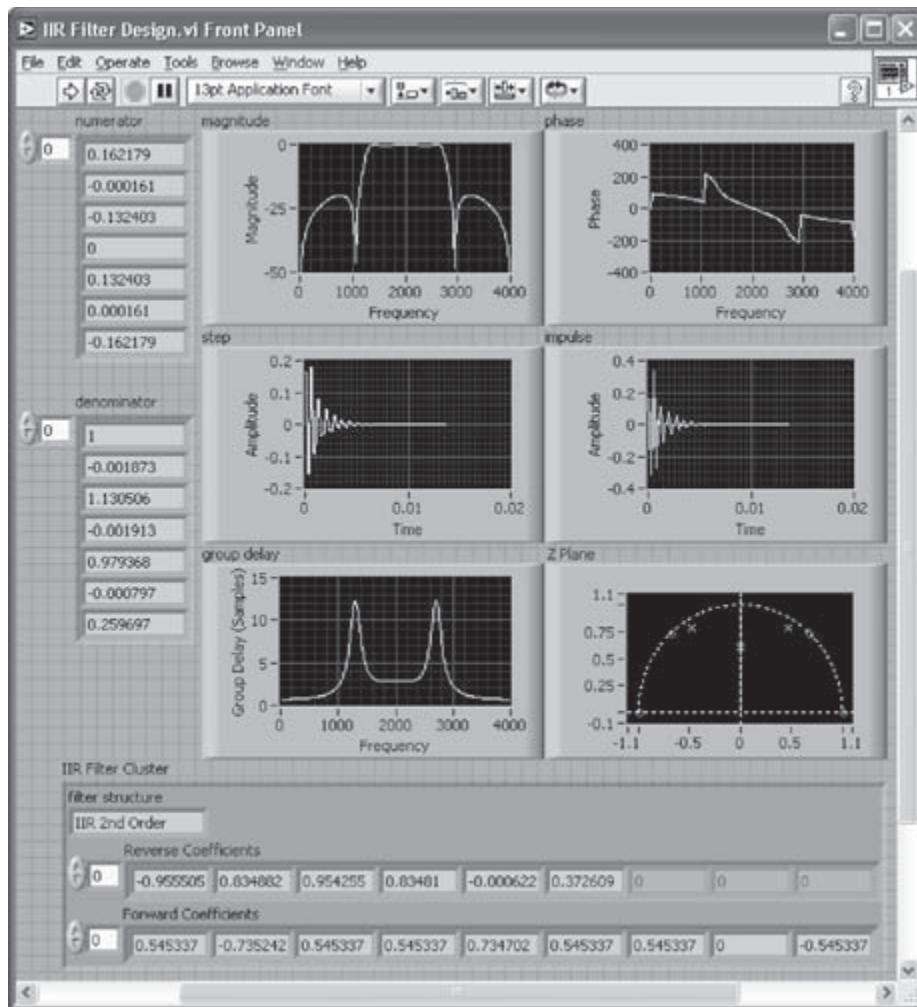 IIR Filter Design.vi Front Panel
File Edit Operate Tools Browse Window Help
13pt Application Font
1
numerator
0
0.162179
-0.000161
-0.132403
0
0.132403
0.000161
-0.162179
denominator
0
1
-0.001873
1.130506
-0.001913
0.979368
-0.000797
0.259697
magnitude
Magnitude
0
-25
-50
0 1000 2000 3000 4000
Frequency
phase
Phase
400
200
0
-200
-400
0 1000 2000 3000 4000
Frequency
step
Amplitude
0.2
0.1
0
-0.1
-0.2
0 0.01 0.02
Time
impulse
Amplitude
0.4
0.2
0
-0.2
-0.4
0 0.01 0.02
Time
group delay
Group Delay (Samples)
15
10
5
0
0 1000 2000 3000 4000
Frequency
Z Plane
1.1
0.75
0.5
0.25
-0.1
-1.1 -0.5 0 0.5 1.1
IIR Filter Cluster
filter structure
IIR 2nd Order
Reverse Coefficients
0 -0.955505 0.834882 0.954255 0.83481 -0.000622 0.372609 0 0 0
Forward Coefficients
0 0.545337 -0.735242 0.545337 0.545337 0.734702 0.545337 0.545337 0 -0.545337